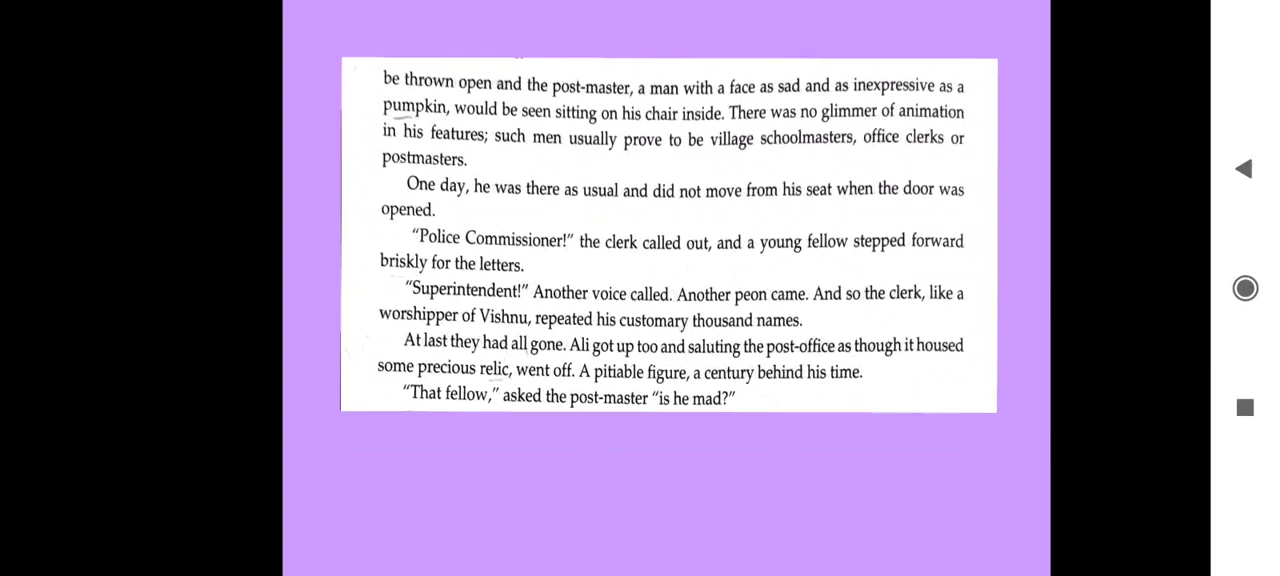 be thrown open and the post-master, a man with a face as sad and as inexpressive as a
pumpkin, would be seen sitting on his chair inside. There was no glimmer of animation
in his features; such men usually prove to be village schoolmasters, office clerks or
postmasters.
One day, he was there as usual and did not move from his seat when the door was
opened.
“Police Commissioner!” the clerk called out, and a young fellow stepped forward
briskly for the letters.
“Superintendent!” Another voice called. Another peon came. And so the clerk, like a
worshipper of Vishnu, repeated his customary thousand names.
At last they had all gone. Ali got up too and saluting the post-office as though it housed
some precious relic, went off. A pitiable figure, a century behind his time.
“That fellow,” asked the post-master “is he mad?”